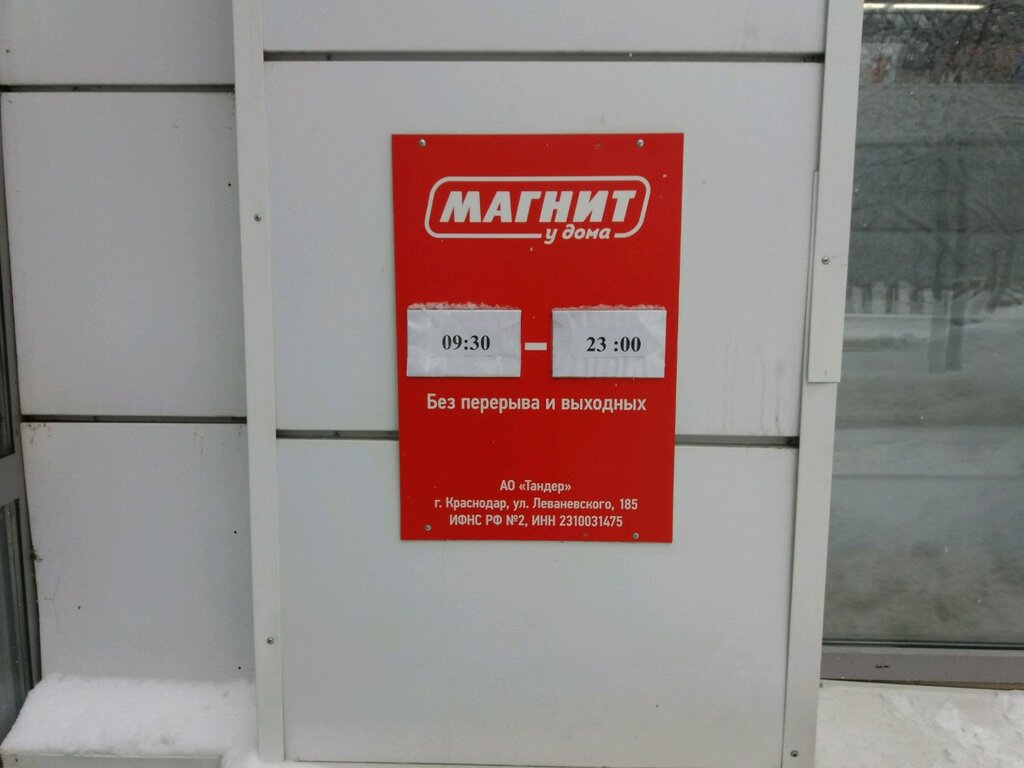 МАГНИТ
у дома
09:30 – 23 :00
Без перерыва и выходных
АО «Тандер»
г. Краснодар, ул. Леваневского, 185
ИФНС РФ №2, ИНН 2310031475